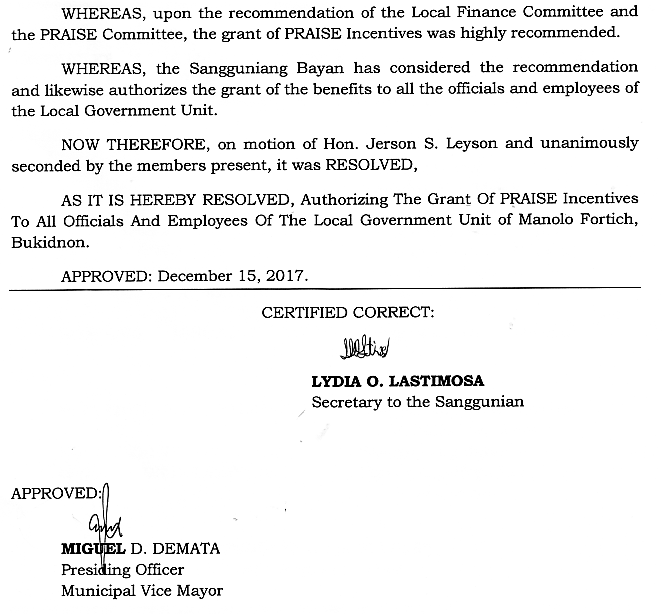 WHEREAS, upon the recommendation of the Local Finance Committee and
the PRAISE Committee, the grant of PRAISE Incentives was highly recommended.
WHEREAS, the Sangguniang Bayan has considered the recommendation
and likewise authorizes the grant of the benefits to all the officials and employees of
the Local Government Unit.
NOW THEREFORE, on motion of Hon. Jerson S. Leyson and unanimously
seconded by the members present, it was RESOLVED,
AS IT IS HEREBY RESOLVED, Authorizing The Grant Of PRAISE Incentives
To All Officials And Employees Of The Local Government Unit of Manolo Fortich,
Bukidnon.
APPROVED: December 15, 2017.
CERTIFIED CORRECT:
LYDIA O. LASTIMOSA
Secretary to the Sanggunian
APPROVED:
MIGUEL D. DEMATA
Presiding Officer
Municipal Vice Mayor